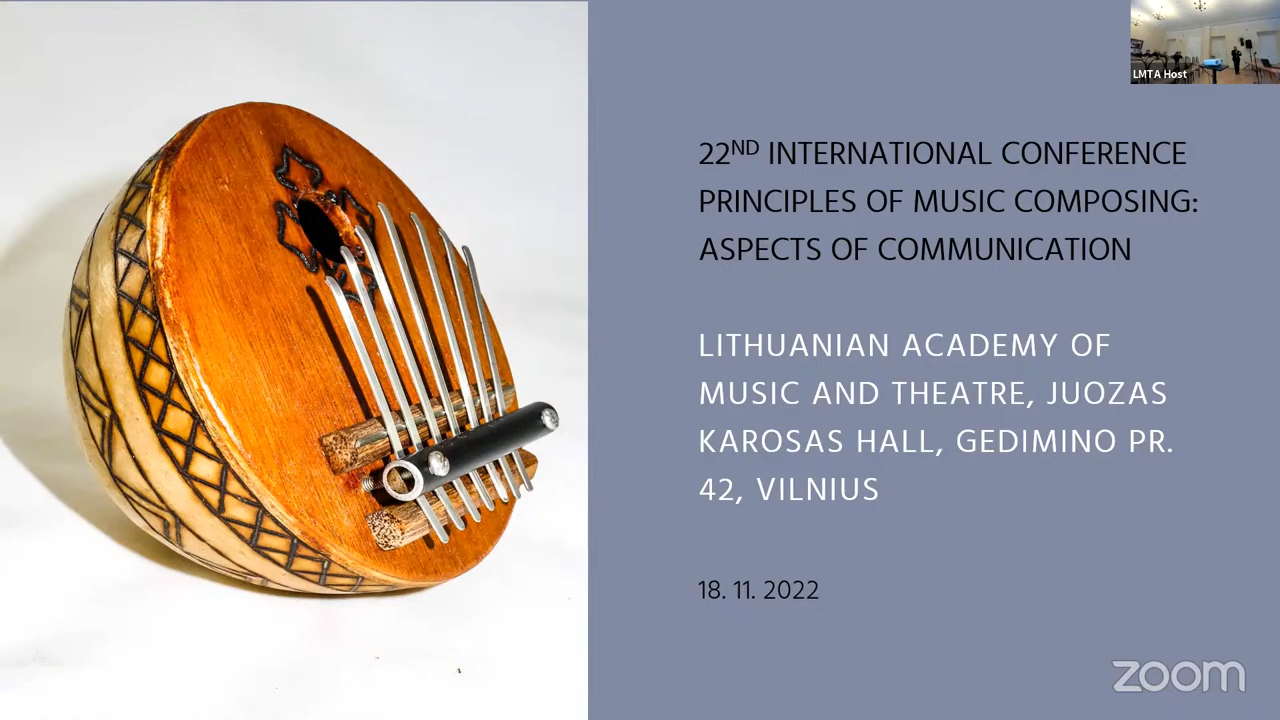 LMTA Host
22ND INTERNATIONAL CONFERENCE
PRINCIPLES OF MUSIC COMPOSING:
ASPECTS OF COMMUNICATION
LITHUANIAN ACADEMY OF
MUSIC AND THEATRE, JUOZAS
KAROSAS HALL, GEDIMINO PR.
42, VILNIUS
18. 11. 2022
zoom